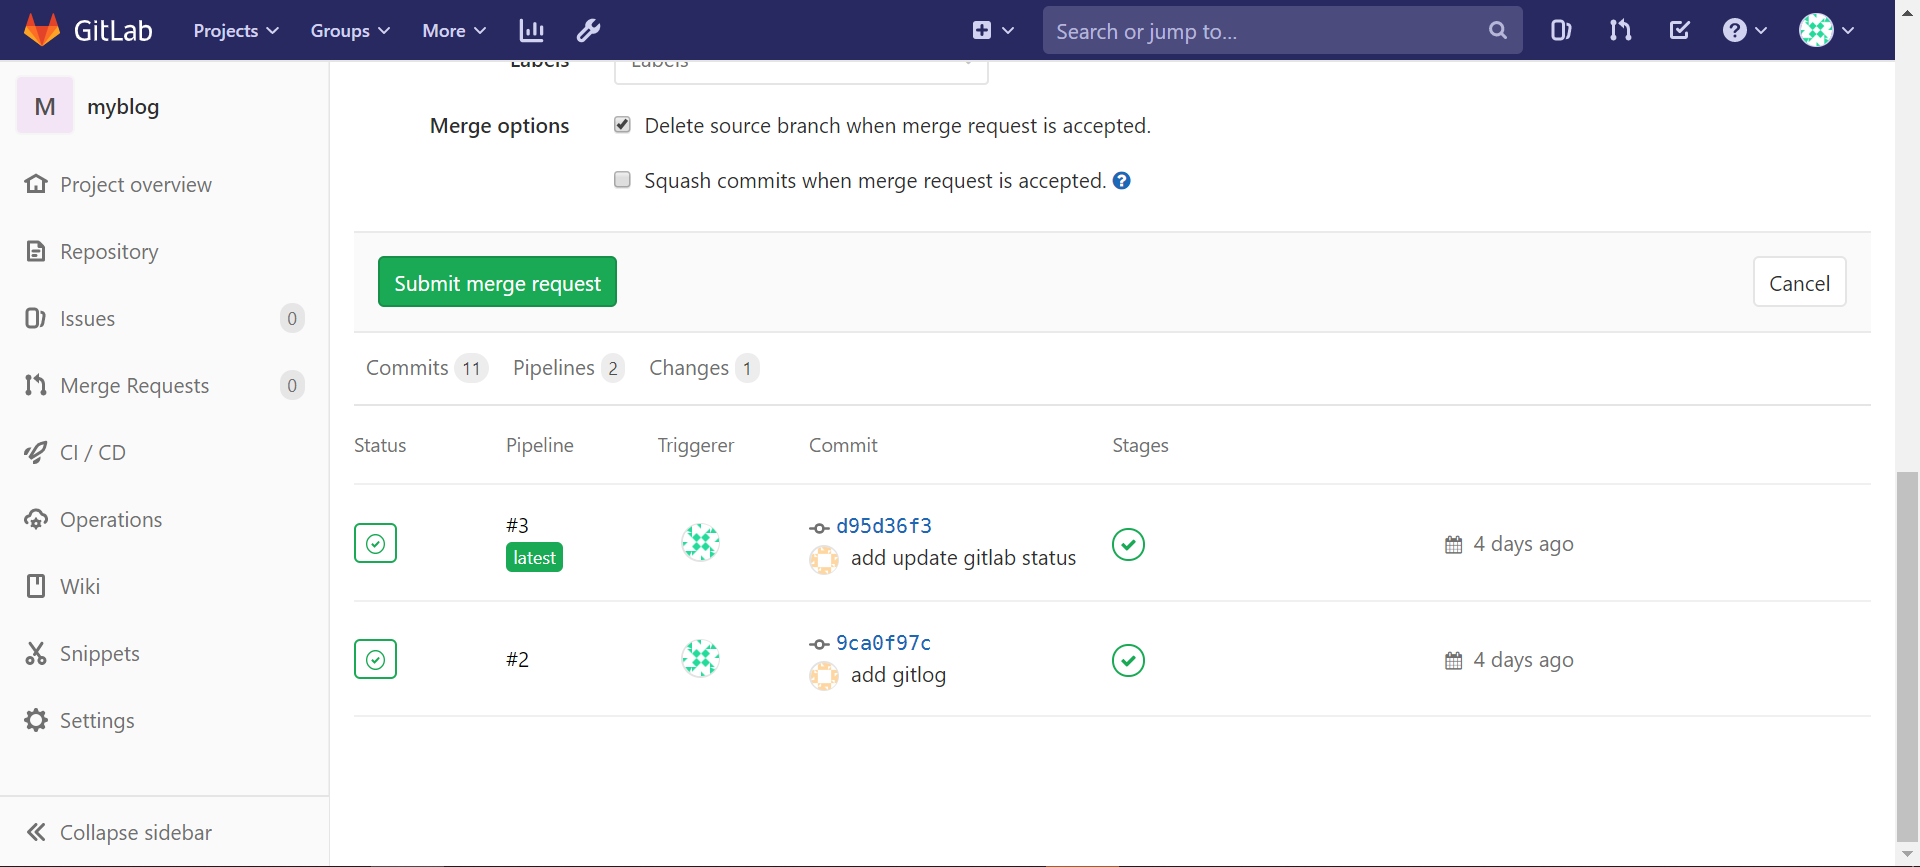 GitLab Projects Groups More Search or jump to...
Labels Labels
M myblog
Merge options Delete source branch when merge request is accepted.
Squash commits when merge request is accepted. ?
Project overview
Repository
Issues 0
Merge Requests 0
CI / CD
Operations
Wiki
Snippets
Settings
Collapse sidebar
Submit merge request Cancel
Commits 11 Pipelines 2 Changes 1
Status Pipeline Triggerer Commit Stages
#3 d95d36f3
latest add update gitlab status 4 days ago
#2 9ca0f97c
add gitlog 4 days ago